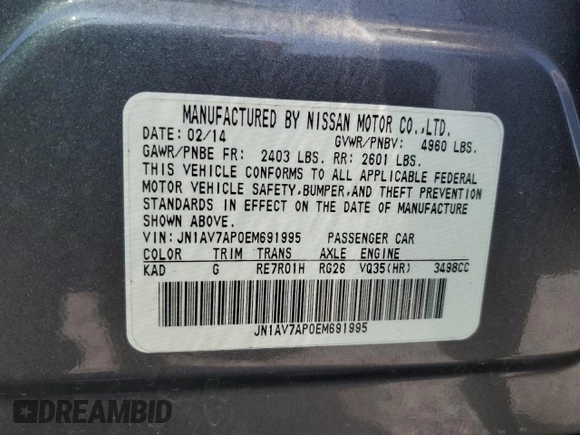 MANUFACTURED BY NISSAN MOTOR CO.,LTD.
DATE: 02/14 GVWR/PNBV: 4960 LBS.
GAWR/PNBE FR: 2403 LBS. RR: 2601 LBS.
THIS VEHICLE CONFORMS TO ALL APPLICABLE FEDERAL
MOTOR VEHICLE SAFETY,BUMPER,AND THEFT PREVENTION
STANDARDS IN EFFECT ON THE DATE OF MANUFACTURE
SHOWN ABOVE.
VIN: JN1AV7AP0EM691995 PASSENGER CAR
COLOR TRIM TRANS AXLE ENGINE
KAD G RE7R01H RG26 VQ35(HR) 3498CC
JN1AV7AP0EM691995
DREAMBID